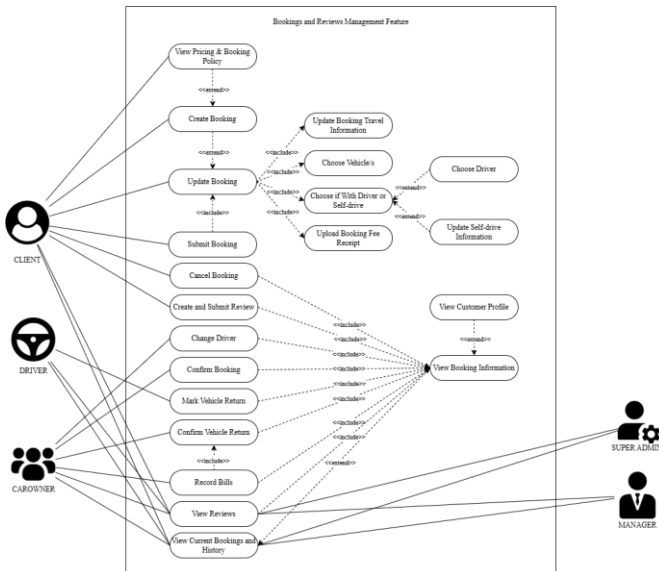 Bookings and Reviews Management Feature
View Pricing & Booking
Policy
<<extend>>
Create Booking
<<extend>>
Update Booking
<<include>>
Submit Booking
Cancel Booking
Create and Submit Review
Change Driver
Confirm Booking
Mark Vehicle Return
Confirm Vehicle Return
<<include>>
Record Bills
View Reviews
View Current Bookings and
History
<<include>>
<<include>>
<<include>>
<<include>>
Update Booking Travel
Information
Choose Vehicle/s
Choose if With Driver or
Self-drive
Upload Booking Fee
Receipt
<<extend>>
<<extend>>
Choose Driver
Update Self-drive
Information
View Customer Profile
<<extend>>
View Booking Information
<<include>>
<<include>>
<<include>>
<<include>>
<<include>>
<<include>>
<<include>>
<<include>>
<<extend>>
CLIENT
DRIVER
CAROWNER
SUPER ADMIN
MANAGER